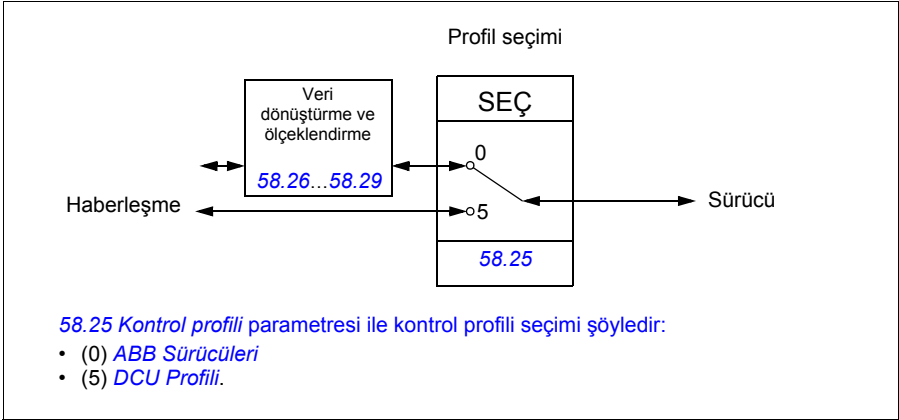 Profil seçimi
Veri
dönüştürme ve
ölçeklendirme
58.26...58.29
SEÇ
0
5
58.25
Haberleşme
Sürücü
58.25 Kontrol profili parametresi ile kontrol profili seçimi şöyledir:
• (0) ABB Sürücüleri
• (5) DCU Profili.